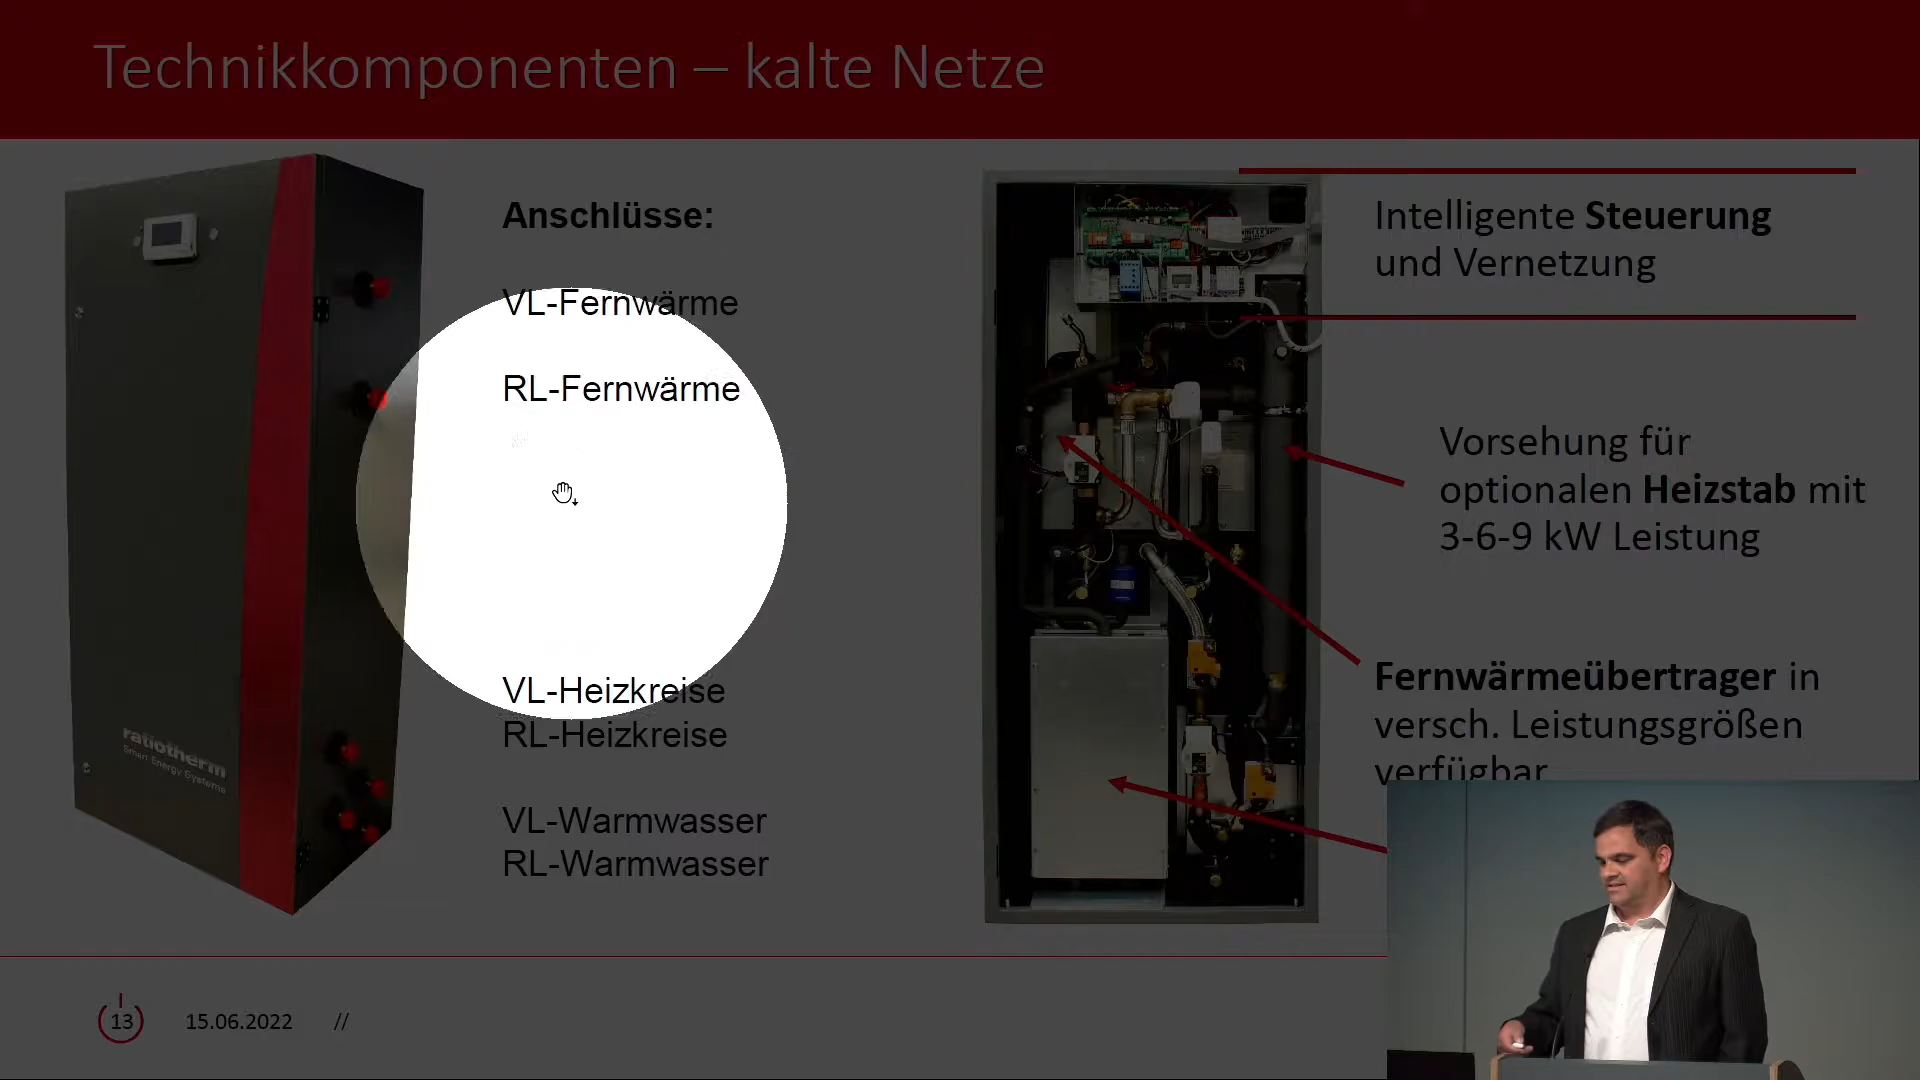 Technikkomponenten – kalte Netze
Anschlüsse:
VL-Fernwärme
RL-Fernwärme
VL-Heizkreise
RL-Heizkreise
VL-Warmwasser
RL-Warmwasser
ratiotherm
Smart Energy Systems
Intelligente Steuerung
und Vernetzung
Vorsehung für
optionalen Heizstab mit
3-6-9 kW Leistung
Fernwärmeübertrager in
versch. Leistungsgrößen
verfügbar
13
15.06.2022
//